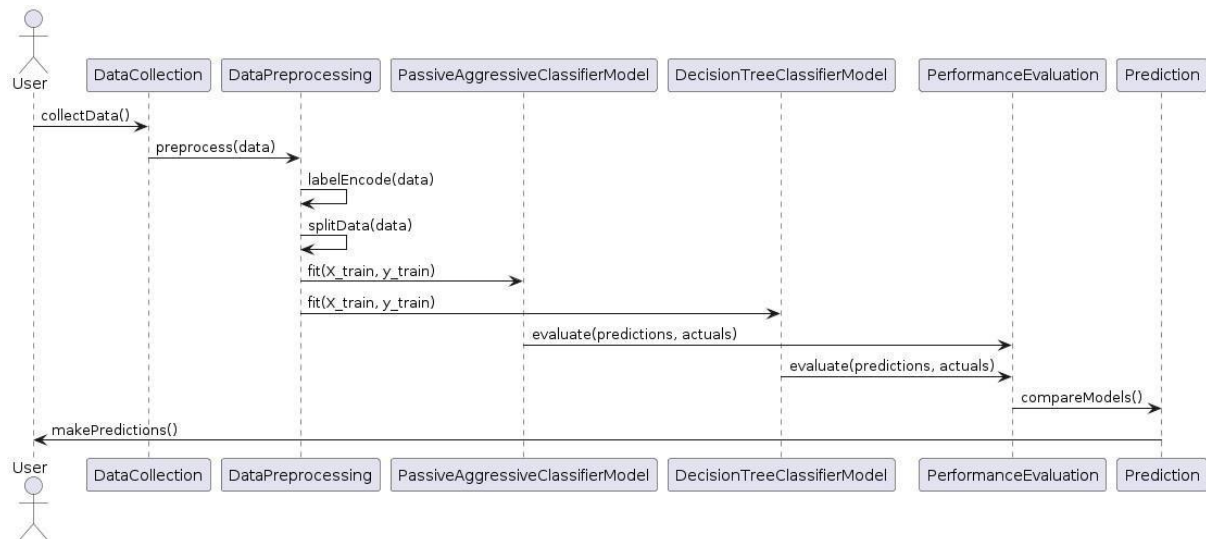 User
DataCollection
DataPreprocessing
PassiveAggressiveClassifierModel
DecisionTreeClassifierModel
PerformanceEvaluation
Prediction
collectData()
preprocess(data)
labelEncode(data)
splitData(data)
fit(X_train, y_train)
fit(X_train, y_train)
evaluate(predictions, actuals)
evaluate(predictions, actuals)
compareModels()
makePredictions()
User
DataCollection
DataPreprocessing
PassiveAggressiveClassifierModel
DecisionTreeClassifierModel
PerformanceEvaluation
Prediction